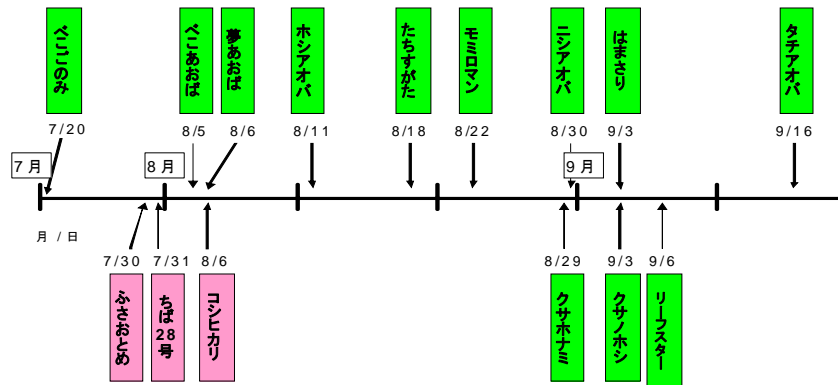 べこごのみ
べこあおば
夢あおば
ホシアオバ
たちすがた
モミロマン
ニシアオバ
はまさり
タチアオバ
7/20
8/5
8/6
8/11
8/18
8/22
8/30
9/3
9/16
7月
8月
9月
月 / 日
7/30
7/31
8/6
8/29
9/3
9/6
ふさおとめ
ちば28号
コシヒカリ
クサホナミ
クサノホシ
リーフスター